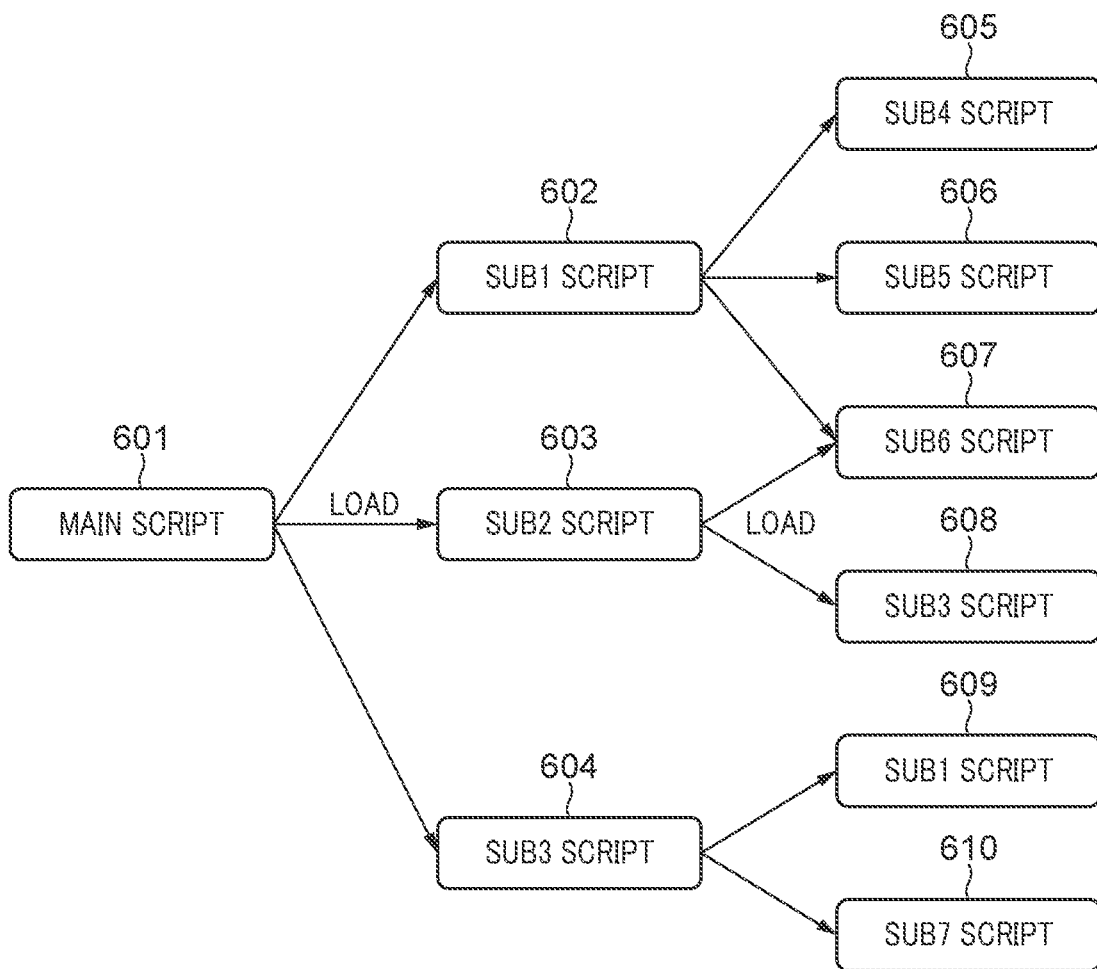 605
SUB4 SCRIPT
602
606
SUB1 SCRIPT
SUB5 SCRIPT
607
601
603
SUB6 SCRIPT
MAIN SCRIPT
LOAD
SUB2 SCRIPT
LOAD
608
SUB3 SCRIPT
609
604
SUB1 SCRIPT
SUB3 SCRIPT
610
SUB7 SCRIPT